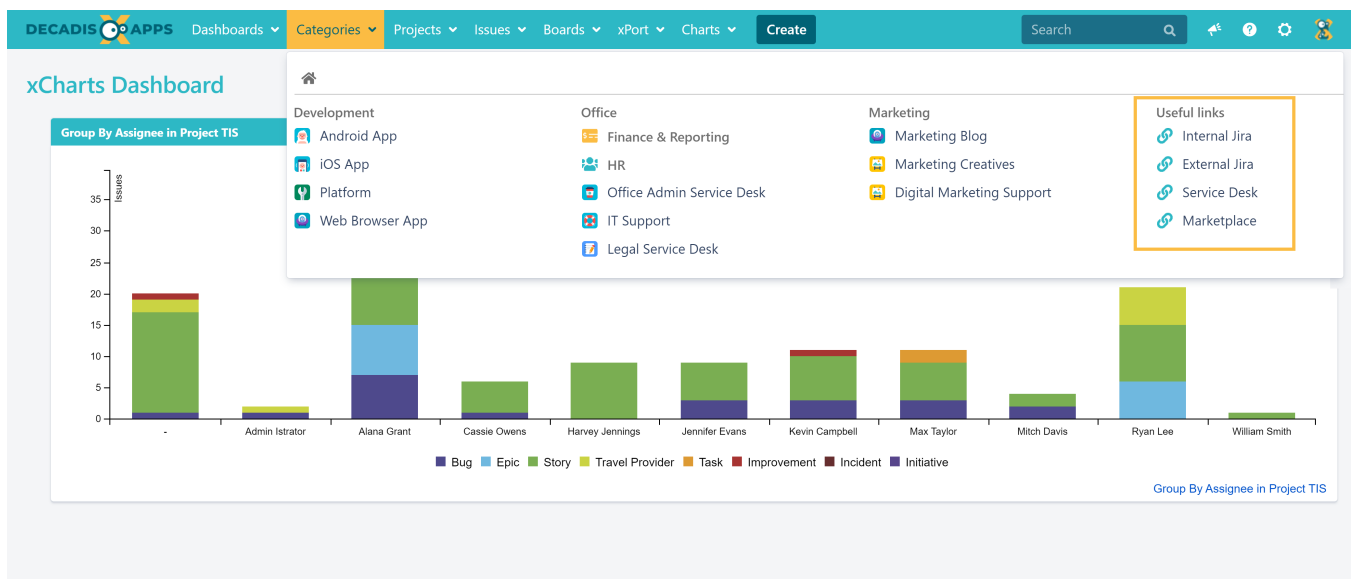 DECADIS APPS Dashboards Categories Projects Issues Boards xPort Charts Create Search
xCharts Dashboard
Development
Android App
iOS App
Platform
Web Browser App
Office
Finance & Reporting
HR
Office Admin Service Desk
IT Support
Legal Service Desk
Marketing
Marketing Blog
Marketing Creatives
Digital Marketing Support
Useful links
Internal Jira
External Jira
Service Desk
Marketplace
Group By Assignee in Project TIS
Issues
35
30
25
20
15
10
5
0
- Admin Istrator Alana Grant Cassie Owens Harvey Jennings Jennifer Evans Kevin Campbell Max Taylor Mitch Davis Ryan Lee William Smith
Bug Epic Story Travel Provider Task Improvement Incident Initiative
Group By Assignee in Project TIS